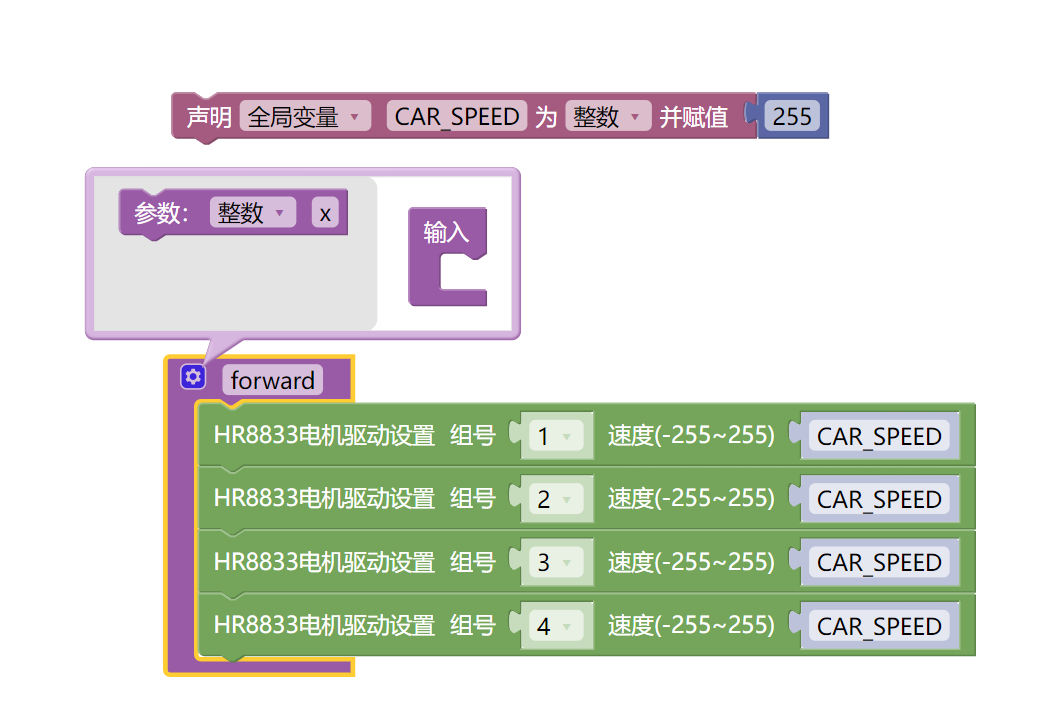 声明 全局变量 CAR_SPEED 为 整数 并赋值 255
参数： 整数 x
输入
forward
HR8833电机驱动设置 组号 1 速度(-255~255) CAR_SPEED
HR8833电机驱动设置 组号 2 速度(-255~255) CAR_SPEED
HR8833电机驱动设置 组号 3 速度(-255~255) CAR_SPEED
HR8833电机驱动设置 组号 4 速度(-255~255) CAR_SPEED